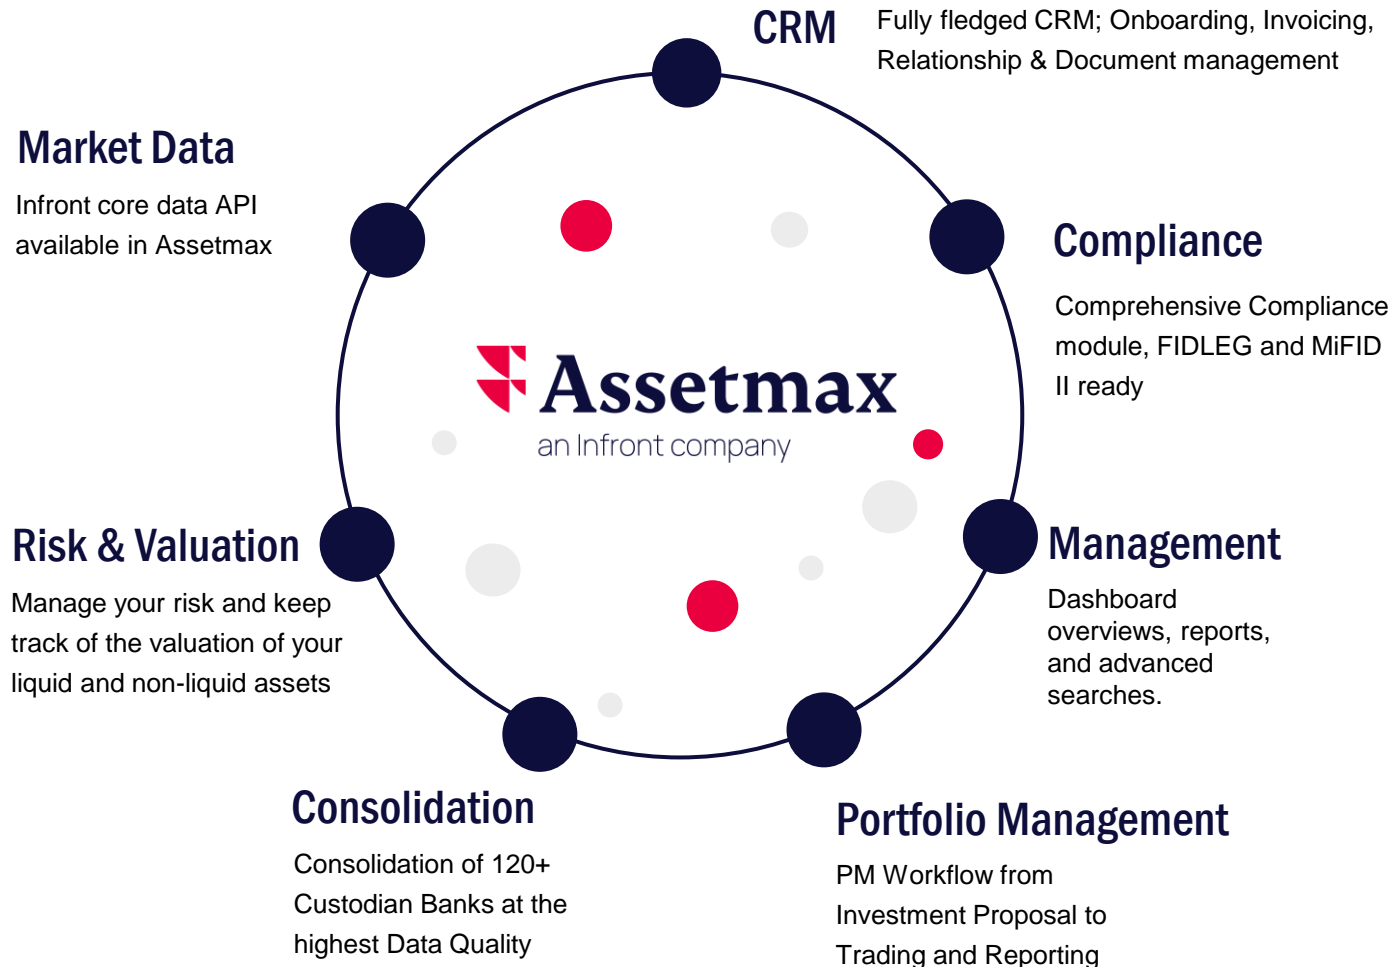 CRM
Fully fledged CRM; Onboarding, Invoicing,
Relationship & Document management
Market Data
Infront core data API
available in Assetmax
Compliance
Comprehensive Compliance
module, FIDLEG and MiFID
II ready
Assetmax
an Infront company
Risk & Valuation
Manage your risk and keep
track of the valuation of your
liquid and non-liquid assets
Management
Dashboard
overviews, reports,
and advanced
searches.
Consolidation
Consolidation of 120+
Custodian Banks at the
highest Data Quality
Portfolio Management
PM Workflow from
Investment Proposal to
Trading and Reporting